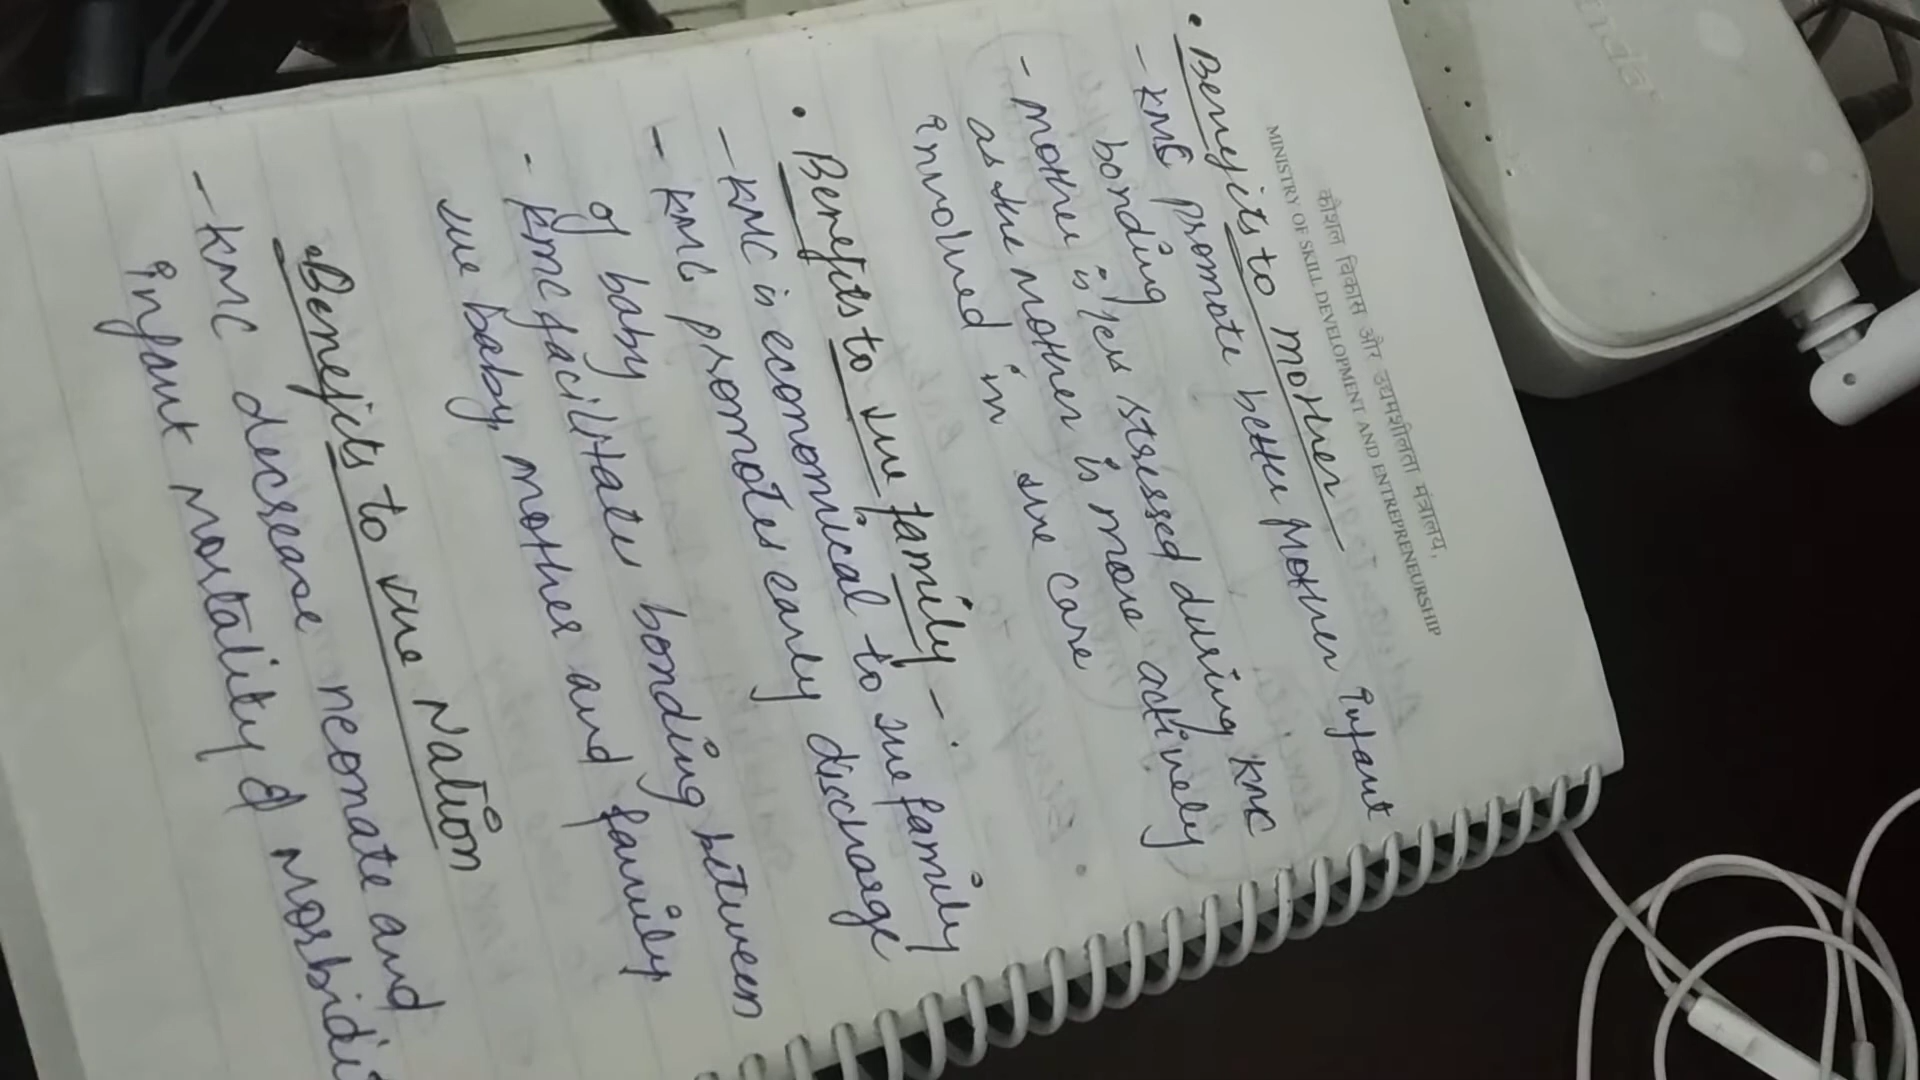 कौशल विकास और उद्यमशीलता मंत्रालय,
MINISTRY OF SKILL DEVELOPMENT AND ENTREPRENEURSHIP
• Benefits to mother
- KMC promote better Mother Infant
bonding
- Mother is less stressed during KMC
as the mother is more actively
involved in the care
• Benefits to the family -
- KMC is economical to the family
- KMC promotes early discharge
of baby
- KMC facilitates bonding between
the baby, mother and family
• Benefits to the Nation
- KMC decrease neonate and
Infant Mortality & Morbidit